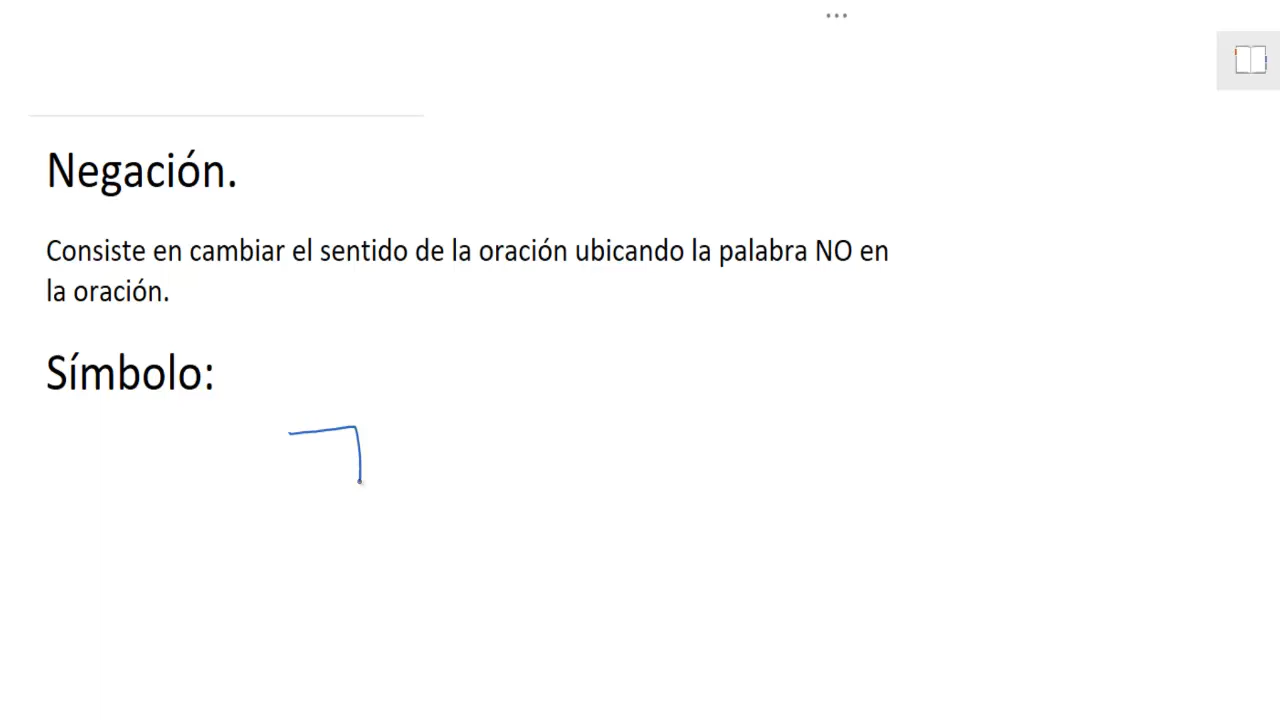 Negación.
Consiste en cambiar el sentido de la oración ubicando la palabra NO en
la oración.
Símbolo:
¬